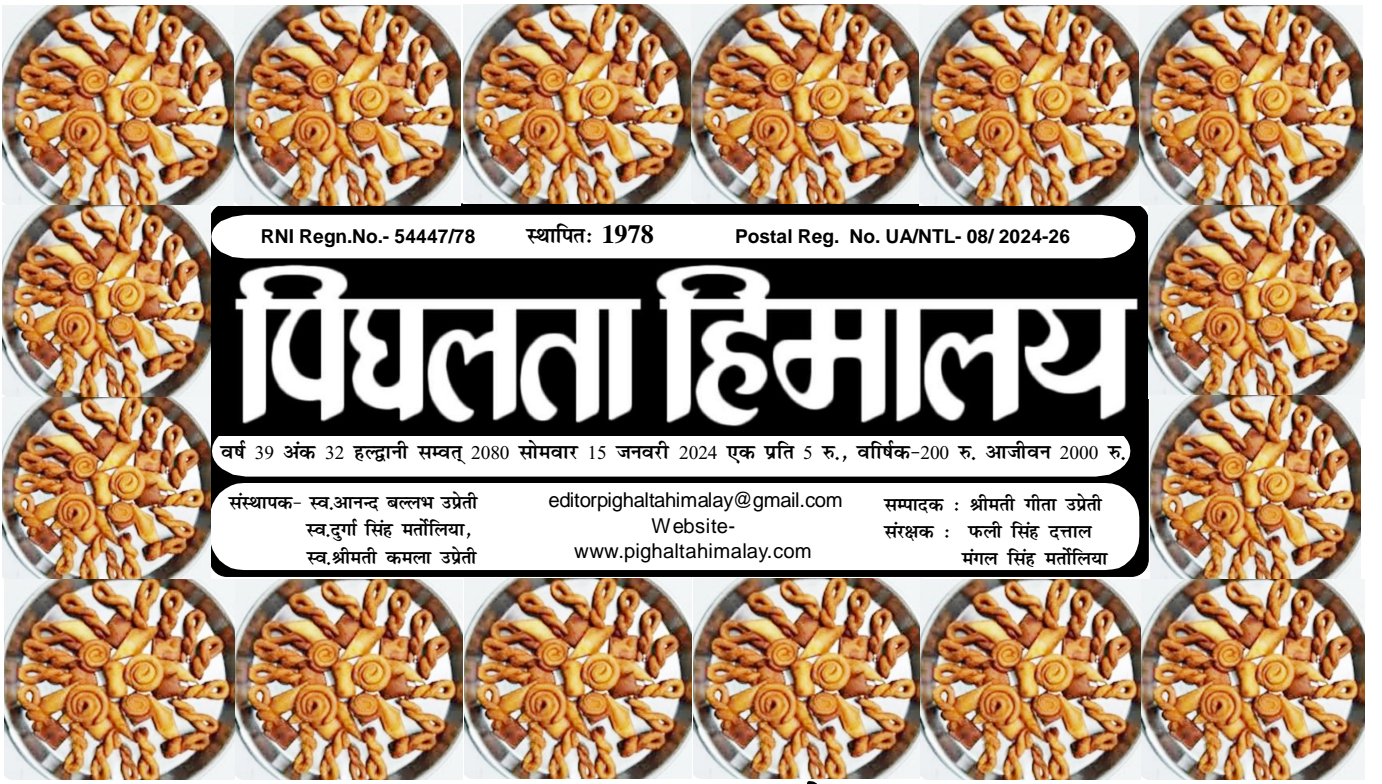 RNI Regn.No.- 54447/78 स्थापितः 1978 Postal Reg. No. UA/NTL- 08/ 2024-26
पिघलता हिमालय
वर्ष 39 अंक 32 हल्द्वानी सम्वत् 2080 सोमवार 15 जनवरी 2024 एक प्रति 5 रु., वार्षिक-200 रु. आजीवन 2000 रु.
संस्थापक- स्व.आनन्द बल्लभ उप्रेती
स्व.दुर्गा सिंह मर्तोलिया,
स्व.श्रीमती कमला उप्रेती
editorpighaltahimalay@gmail.com
Website-
www.pighaltahimalay.com
सम्पादक : श्रीमती गीता उप्रेती
संरक्षक : फली सिंह दत्ताल
मंगल सिंह मर्तोलिया